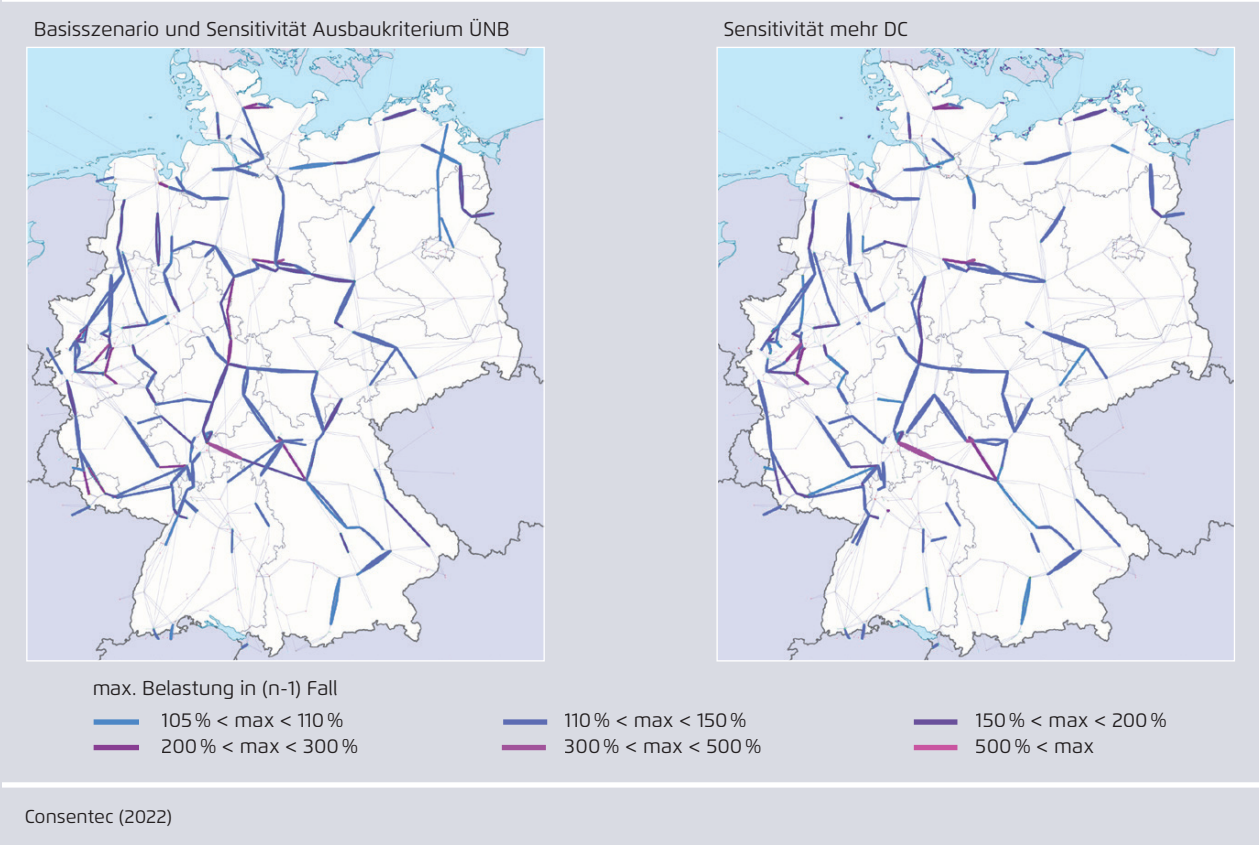 Basisszenario und Sensitivität Ausbaukriterium ÜNB
Sensitivität mehr DC
max. Belastung in (n-1) Fall
105 % < max < 110 %
110 % < max < 150 %
150 % < max < 200 %
200 % < max < 300 %
300 % < max < 500 %
500 % < max
Consentec (2022)